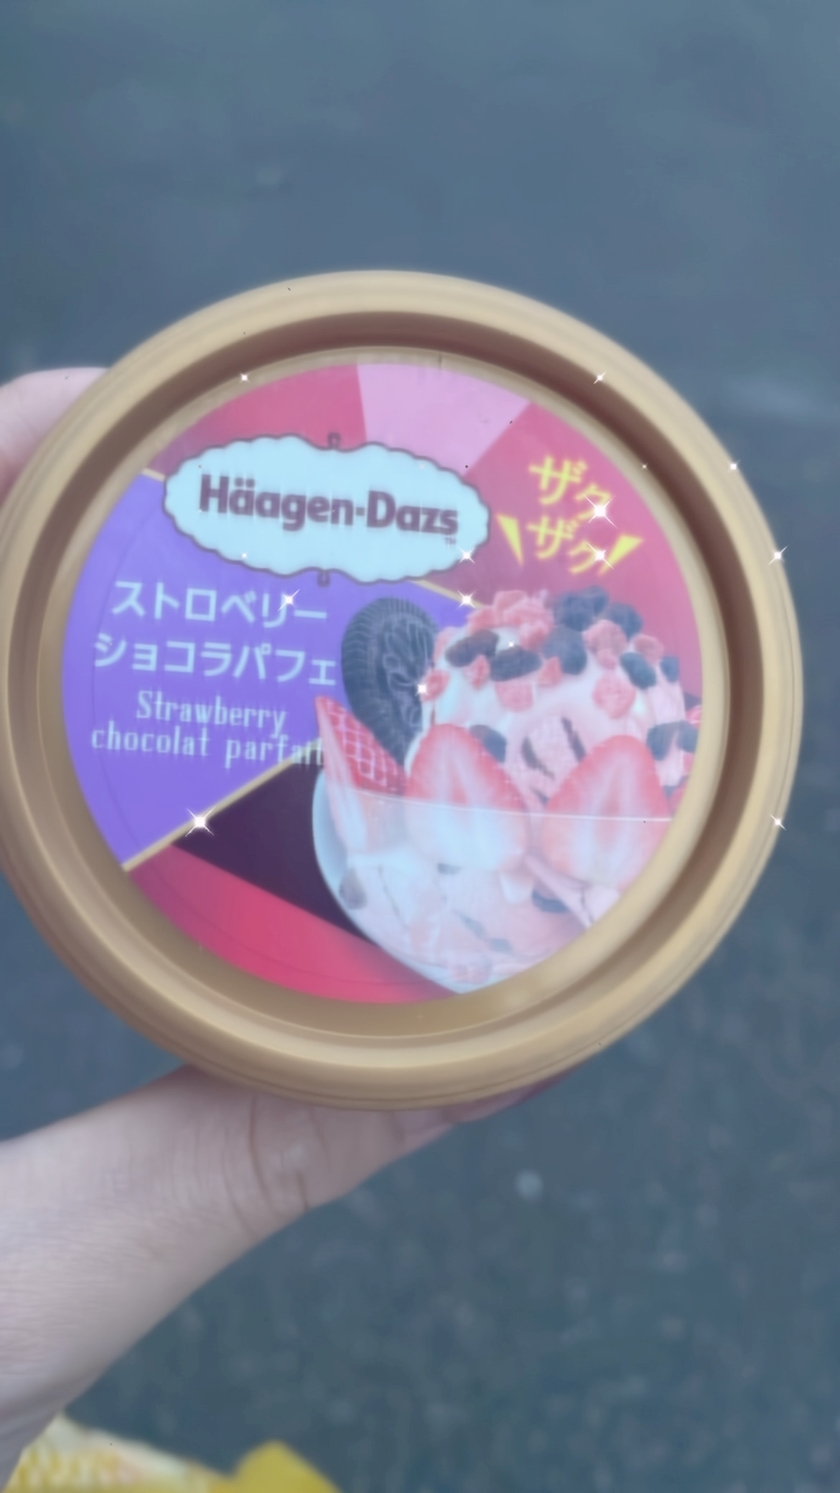 Häagen-Dazs
TM
ザク
ザク
ストロベリー
ショコラパフェ
Strawberry
chocolat parfait